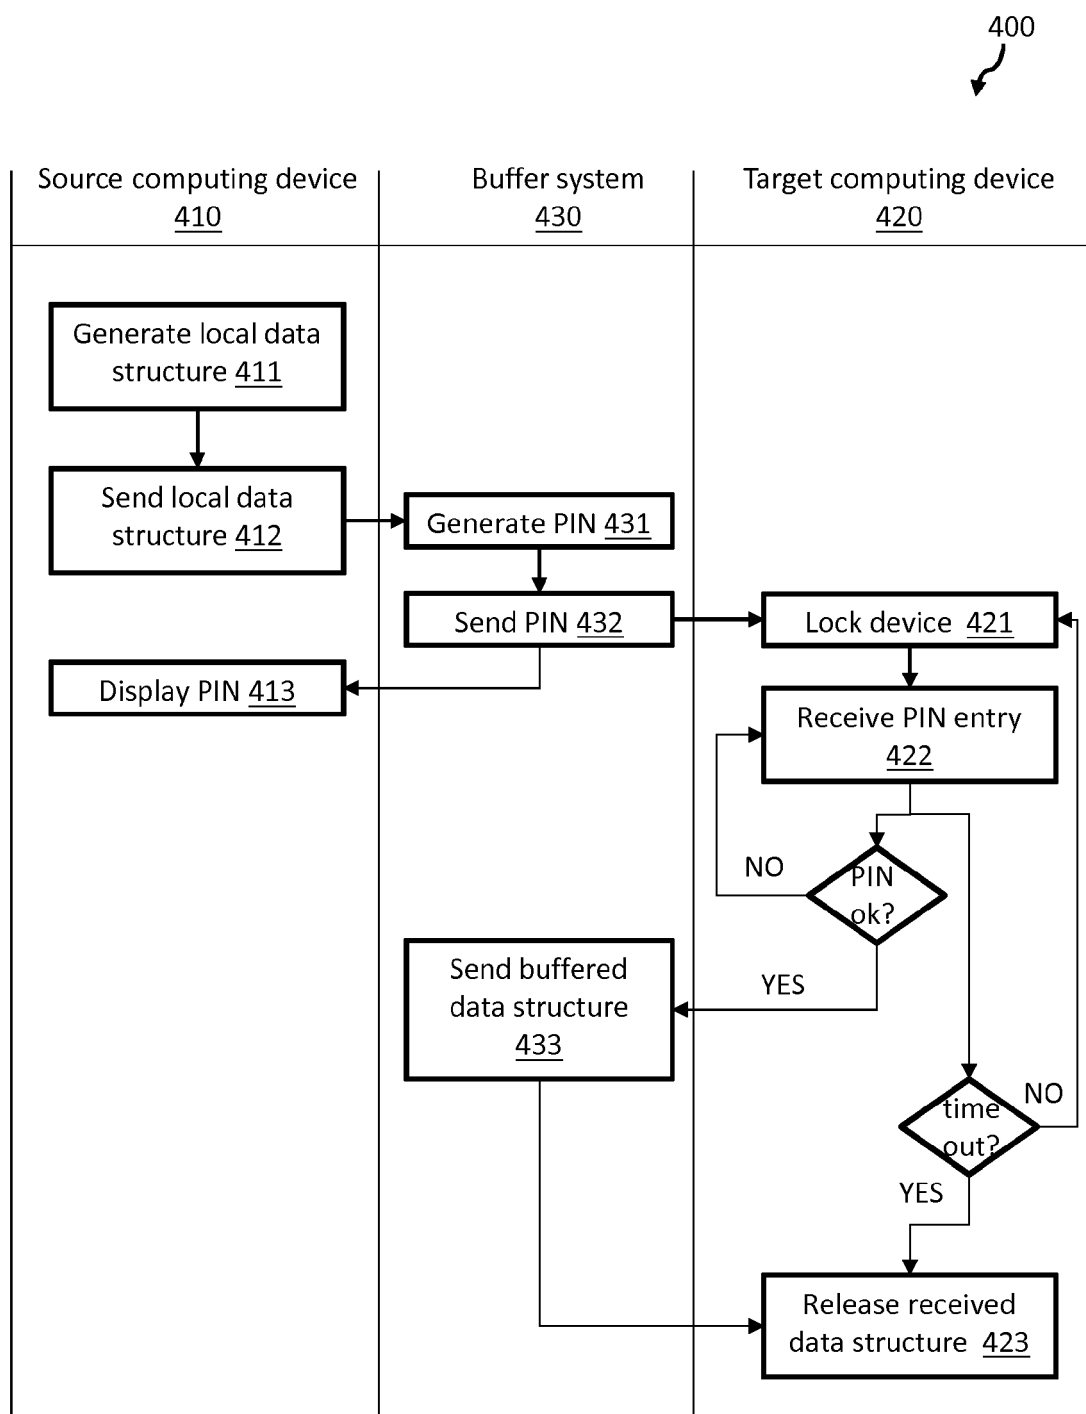 400
Source computing device
410
Buffer system
430
Target computing device
420
Generate local data
structure 411
Send local data
structure 412
Generate PIN 431
Send PIN 432
Lock device 421
Display PIN 413
Receive PIN entry
422
NO
PIN
ok?
YES
Send buffered
data structure
433
time
out?
NO
YES
Release received
data structure 423